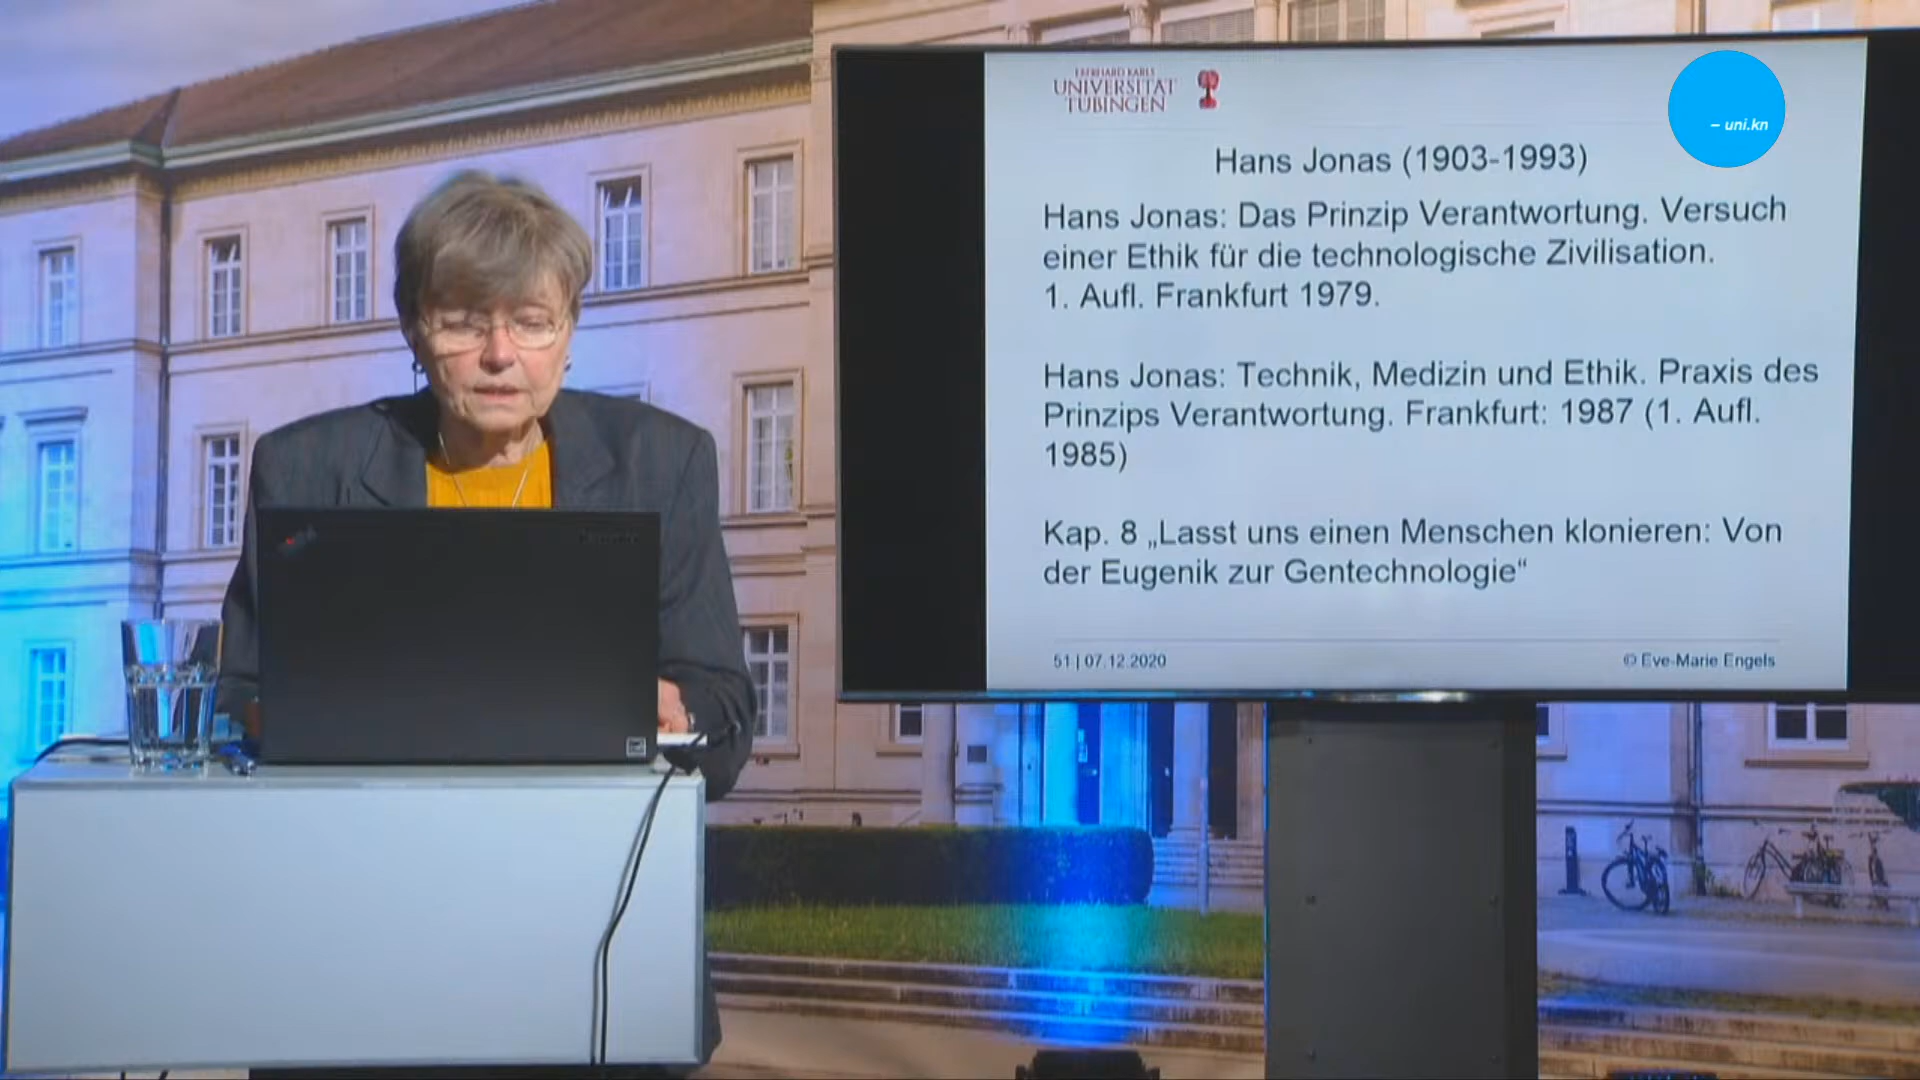 EBERHARD KARLS
UNIVERSITÄT
TÜBINGEN
– uni.kn
Hans Jonas (1903-1993)
Hans Jonas: Das Prinzip Verantwortung. Versuch
einer Ethik für die technologische Zivilisation.
1. Aufl. Frankfurt 1979.
Hans Jonas: Technik, Medizin und Ethik. Praxis des
Prinzips Verantwortung. Frankfurt: 1987 (1. Aufl.
1985)
Kap. 8 „Lasst uns einen Menschen klonieren: Von
der Eugenik zur Gentechnologie“
51 | 07.12.2020
© Eve-Marie Engels